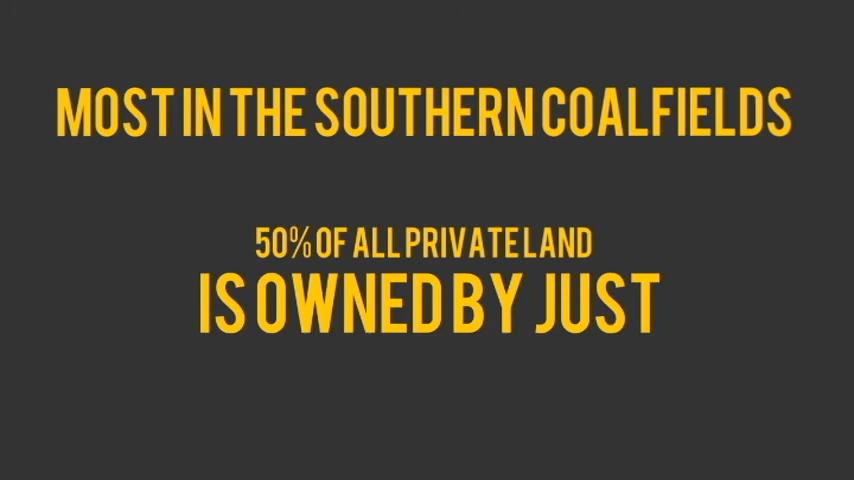 MOST IN THE SOUTHERN COALFIELDS
50% OF ALL PRIVATE LAND
IS OWNED BY JUST